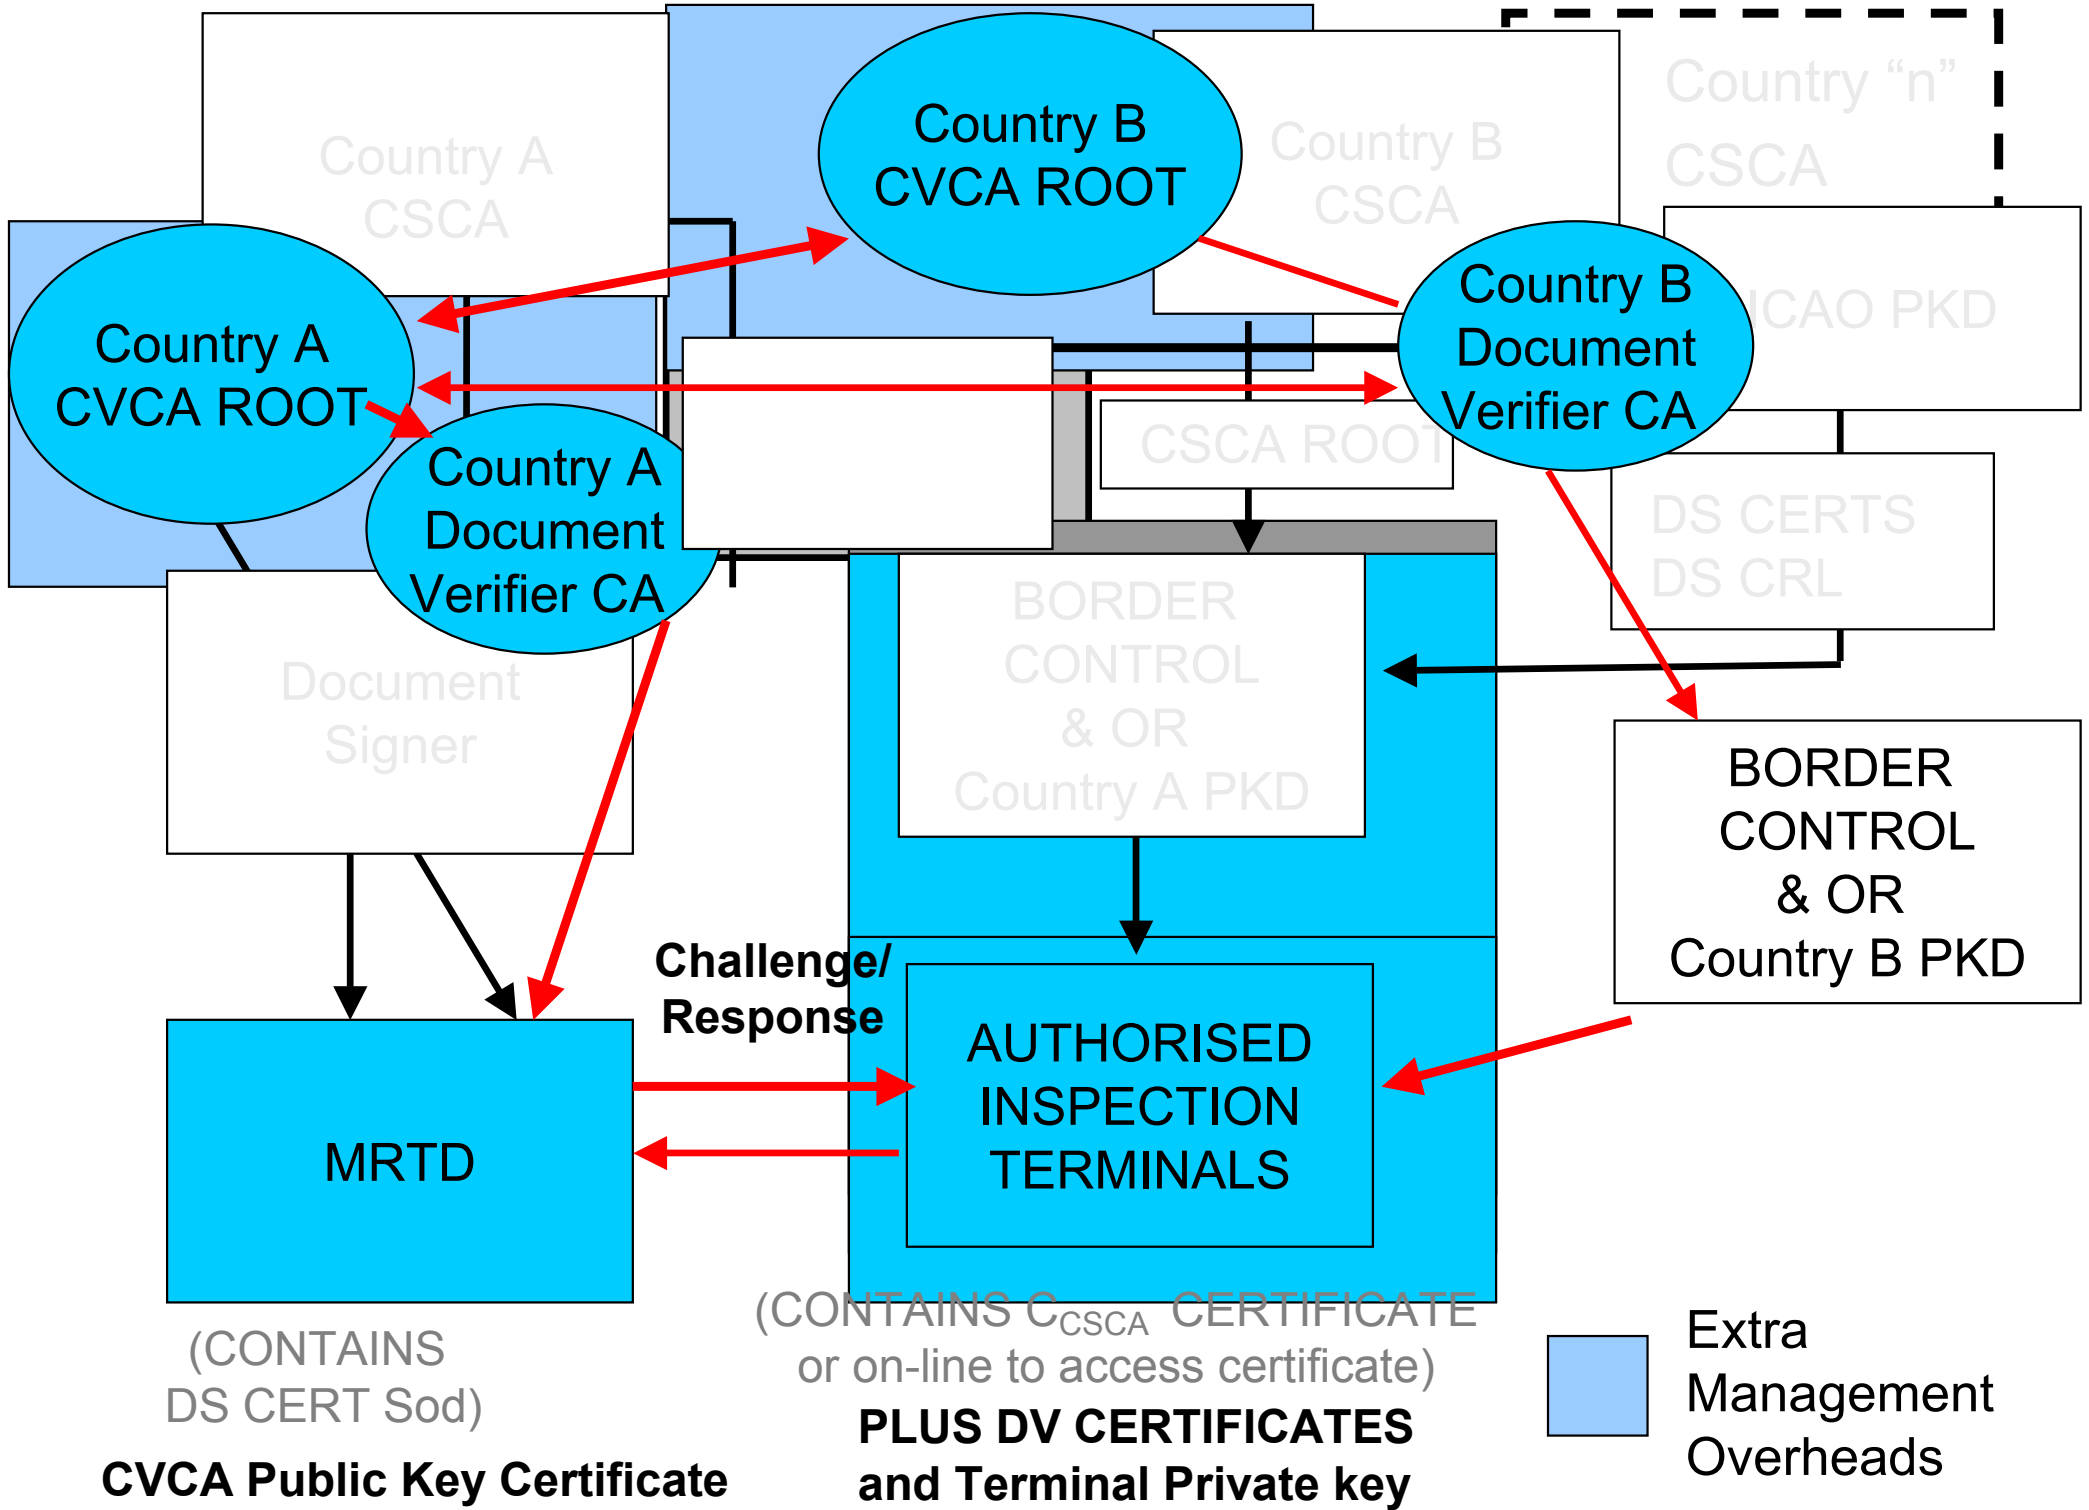 Country A
CSCA
Country B
CVCA ROOT
Country B
CSCA
Country “n”
CSCA
Country A
CVCA ROOT
Country B
Document
Verifier CA
ICAO PKD
Country A
Document
Verifier CA
CSCA ROOT
DS CERTS
DS CRL
Document
Signer
BORDER
CONTROL
& OR
Country A PKD
BORDER
CONTROL
& OR
Country B PKD
Challenge/
Response
MRTD
AUTHORISED
INSPECTION
TERMINALS
(CONTAINS
DS CERT Sod)
CVCA Public Key Certificate
(CONTAINS CCSCA CERTIFICATE
or on-line to access certificate)
PLUS DV CERTIFICATES
and Terminal Private key
Extra
Management
Overheads